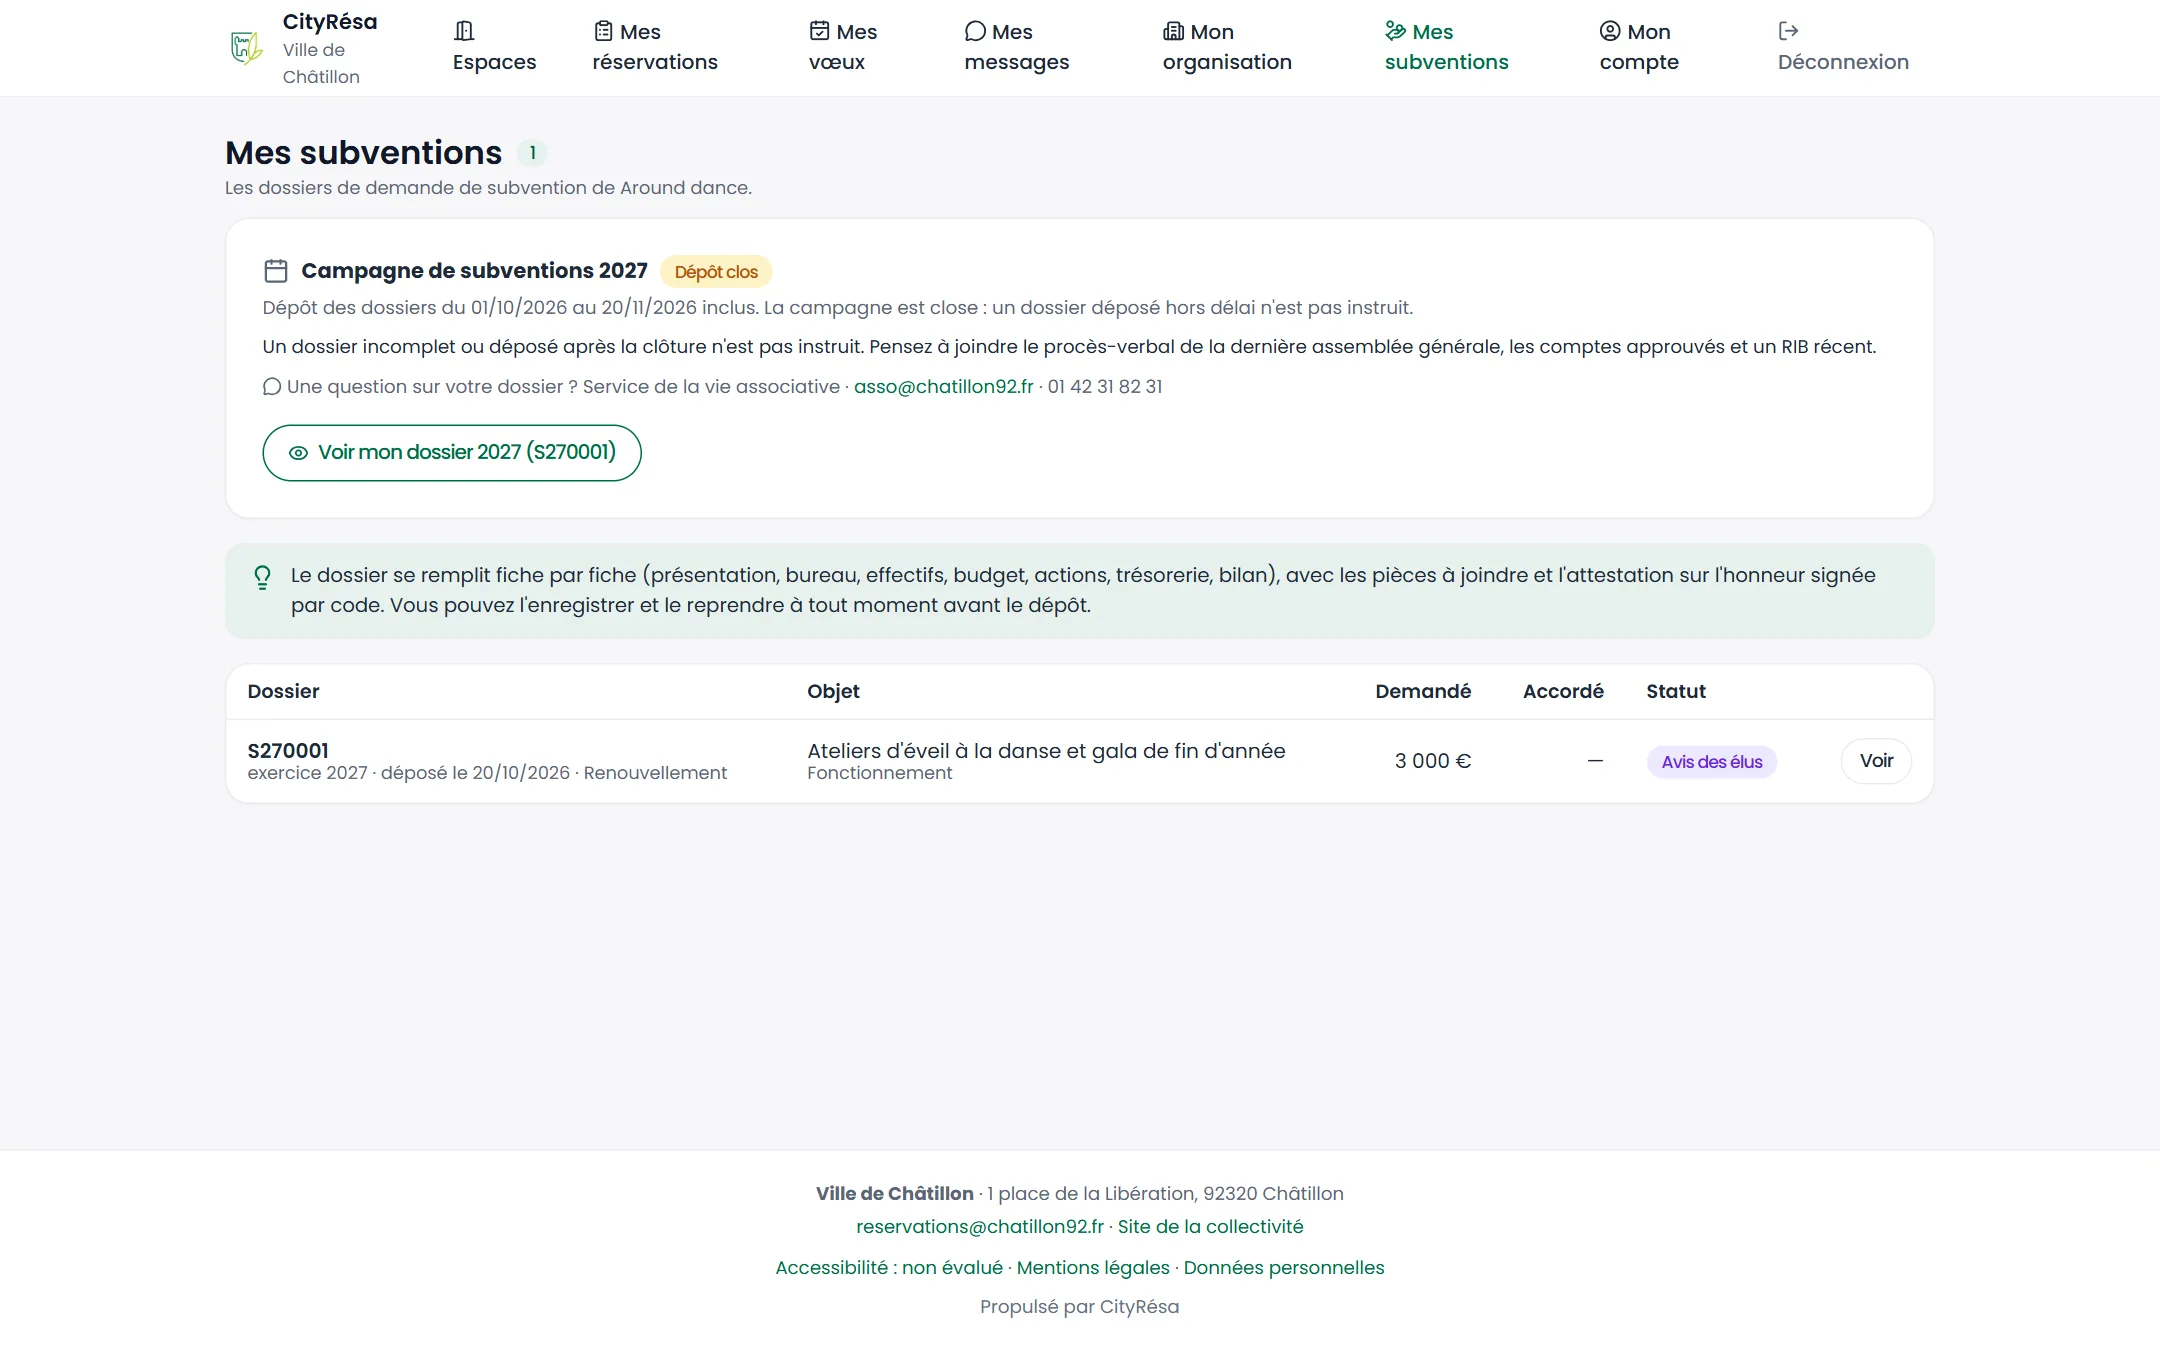 CityRésa
Ville de
Châtillon
Espaces
Mes
réservations
Mes
vœux
Mes
messages
Mon
organisation
Mes
subventions
Mon
compte
Déconnexion
Mes subventions 1
Les dossiers de demande de subvention de Around dance.
Campagne de subventions 2027 Dépôt clos
Dépôt des dossiers du 01/10/2026 au 20/11/2026 inclus. La campagne est close : un dossier déposé hors délai n'est pas instruit.
Un dossier incomplet ou déposé après la clôture n'est pas instruit. Pensez à joindre le procès-verbal de la dernière assemblée générale, les comptes approuvés et un RIB récent.
Une question sur votre dossier ? Service de la vie associative · asso@chatillon92.fr · 01 42 31 82 31
Voir mon dossier 2027 (S270001)
Le dossier se remplit fiche par fiche (présentation, bureau, effectifs, budget, actions, trésorerie, bilan), avec les pièces à joindre et l'attestation sur l'honneur signée
par code. Vous pouvez l'enregistrer et le reprendre à tout moment avant le dépôt.
Dossier Objet Demandé Accordé Statut
S270001
exercice 2027 · déposé le 20/10/2026 · Renouvellement
Ateliers d'éveil à la danse et gala de fin d'année
Fonctionnement
3 000 € — Avis des élus Voir
Ville de Châtillon · 1 place de la Libération, 92320 Châtillon
reservations@chatillon92.fr · Site de la collectivité
Accessibilité : non évalué · Mentions légales · Données personnelles
Propulsé par CityRésa